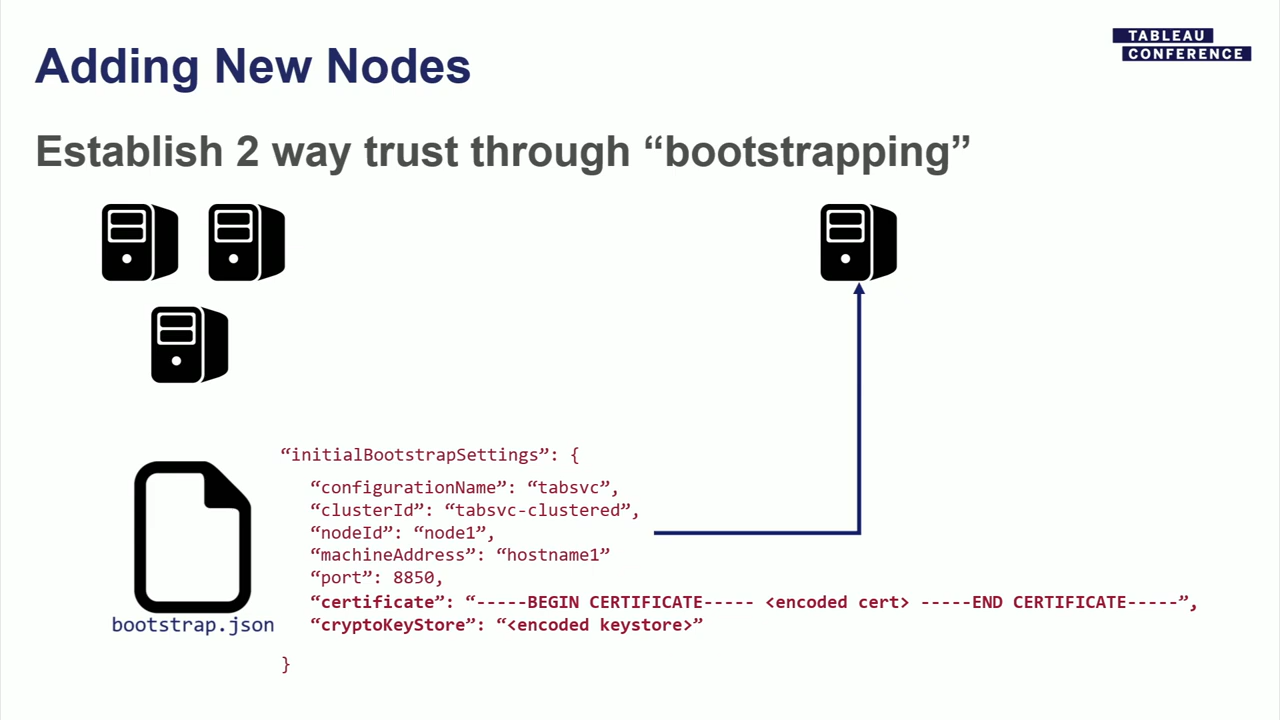 Adding New Nodes
TABLEAU
CONFERENCE
Establish 2 way trust through “bootstrapping”
“initialBootstrapSettings”: {
“configurationName”: “tabsvc”,
“clusterId”: “tabsvc-clustered”,
“nodeId”: “node1”,
“machineAddress”: “hostname1”
“port”: 8850,
“certificate”: “-----BEGIN CERTIFICATE----- <encoded cert> -----END CERTIFICATE-----”,
“cryptoKeyStore”: “<encoded keystore>”
}
bootstrap.json